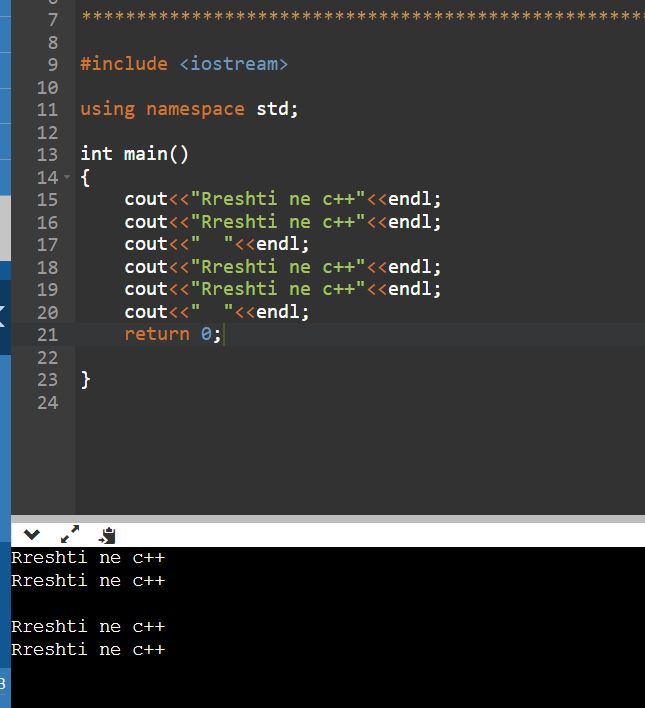 7 ****************************************************
8
9 #include <iostream>
10
11 using namespace std;
12
13 int main()
14 {
15     cout<<"Rreshti ne c++"<<endl;
16     cout<<"Rreshti ne c++"<<endl;
17     cout<<"  "<<endl;
18     cout<<"Rreshti ne c++"<<endl;
19     cout<<"Rreshti ne c++"<<endl;
20     cout<<"  "<<endl;
21     return 0;
22
23 }
24
Rreshti ne c++
Rreshti ne c++

Rreshti ne c++
Rreshti ne c++